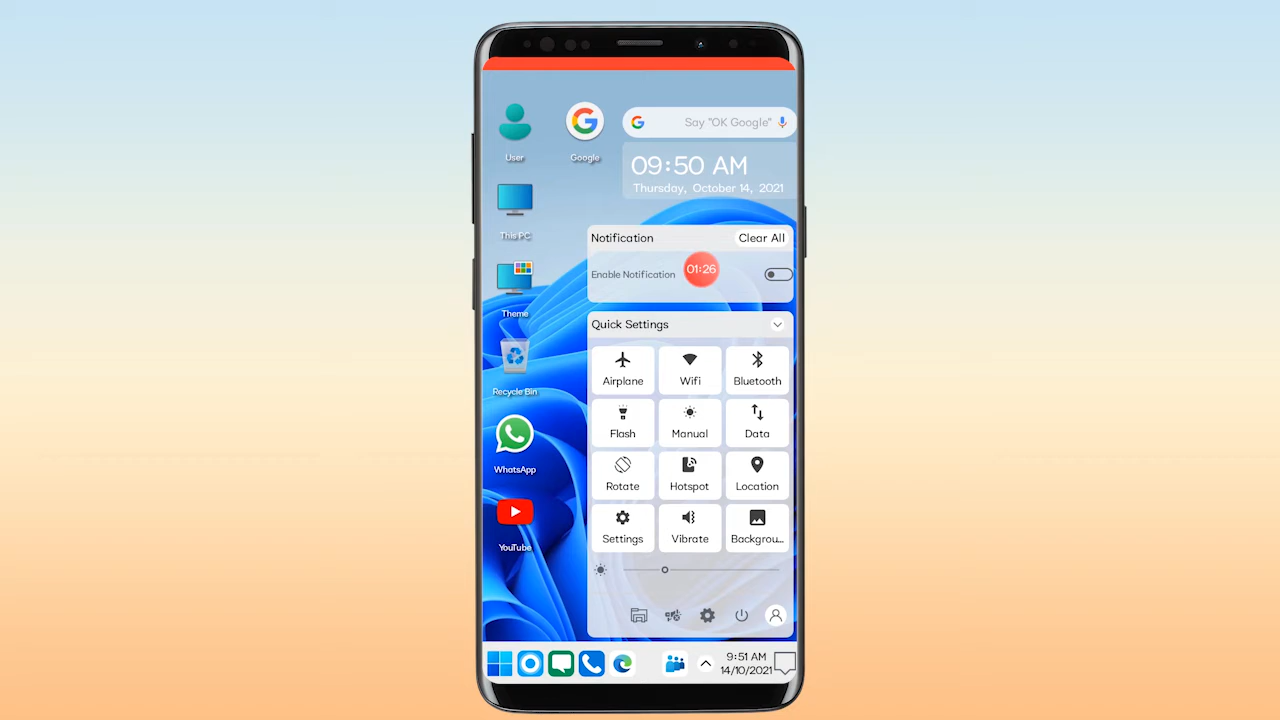 User
Google
Say "OK Google"
09:50 AM
Thursday, October 14, 2021
This PC
Notification
Clear All
Enable Notification
01:26
Theme
Quick Settings
Airplane
Wifi
Bluetooth
Recycle Bin
Flash
Manual
Data
WhatsApp
Rotate
Hotspot
Location
YouTube
Settings
Vibrate
Backgrou...
9:51 AM
14/10/2021